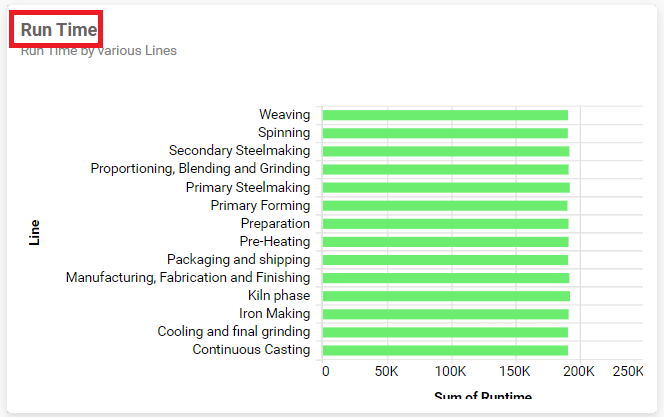 Run Time
Run Time by Various Lines
Line
Weaving
Spinning
Secondary Steelmaking
Proportioning, Blending and Grinding
Primary Steelmaking
Primary Forming
Preparation
Pre-Heating
Packaging and shipping
Manufacturing, Fabrication and Finishing
Kiln phase
Iron Making
Cooling and final grinding
Continuous Casting
0 50K 100K 150K 200K 250K
Sum of Runtime